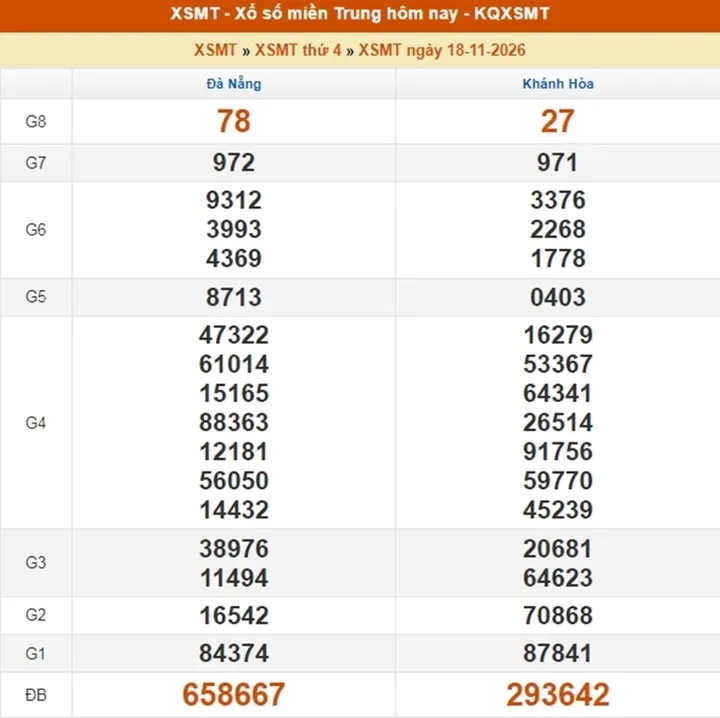 XSMT - Xổ số miền Trung hôm nay - KQXSMT
XSMT » XSMT thứ 4 » XSMT ngày 18-11-2026
Đà Nẵng Khánh Hòa
G8 78 27
G7 972 971
9312 3376
G6 3993 2268
4369 1778
G5 8713 0403
47322 16279
61014 53367
15165 64341
G4 88363 26514
12181 91756
56050 59770
14432 45239
G3 38976 20681
11494 64623
G2 16542 70868
G1 84374 87841
ĐB 658667 293642